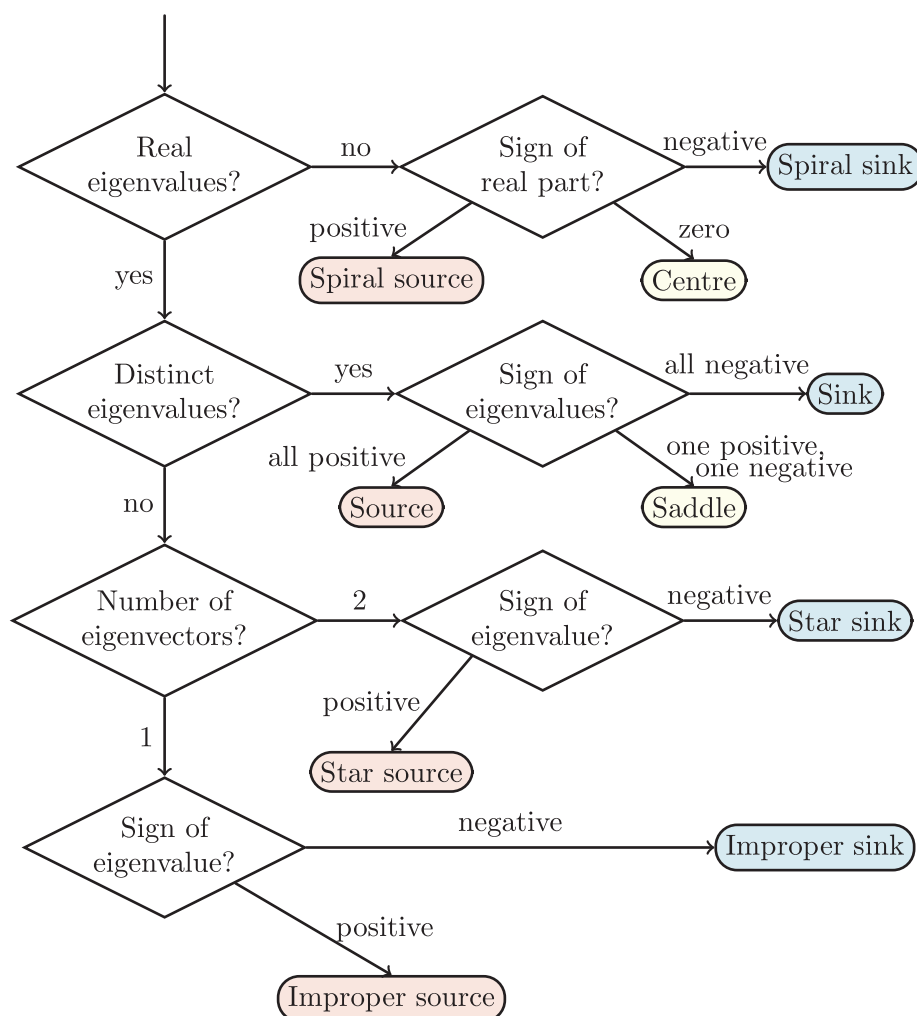 Real
eigenvalues?
no
Sign of
real part?
negative
Spiral sink
positive
zero
Spiral source
Centre
yes
Distinct
eigenvalues?
yes
Sign of
eigenvalues?
all negative
Sink
all positive
one positive,
one negative
Source
Saddle
no
Number of
eigenvectors?
2
Sign of
eigenvalue?
negative
Star sink
positive
Star source
1
Sign of
eigenvalue?
negative
Improper sink
positive
Improper source